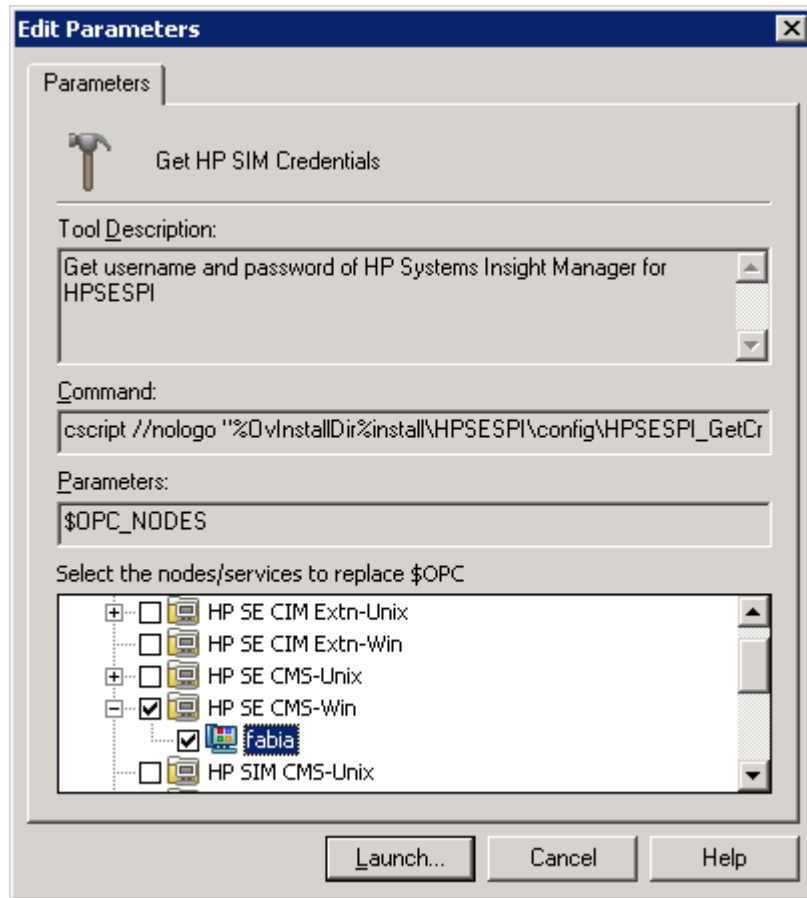 Edit Parameters
Parameters
Get HP SIM Credentials
Tool Description:
Get username and password of HP Systems Insight Manager for
HPSESPI
Command:
cscript //nologo "%OvInstallDir%install\HPSESPI\config\HPSESPI_GetCr
Parameters:
$OPC_NODES
Select the nodes/services to replace $OPC
HP SE CIM Extn-Unix
HP SE CIM Extn-Win
HP SE CMS-Unix
HP SE CMS-Win
fabia
HP SIM CMS-Unix
Launch... Cancel Help